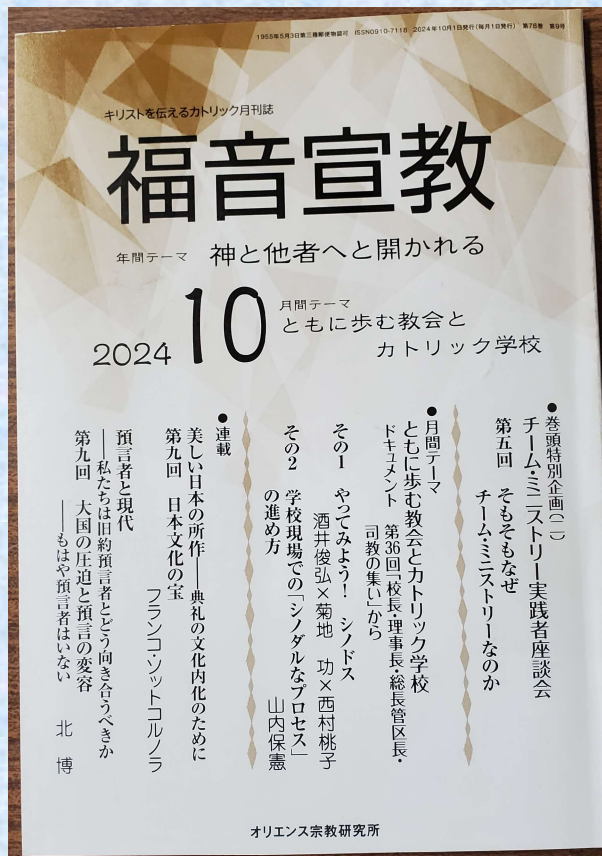 1955年5月3日第三種郵便物認可 ISSN0910-7118 2024年10月1日発行(毎月1日発行) 第78巻 第9号
キリストを伝えるカトリック月刊誌
福音宣教
年間テーマ 神と他者へと開かれる
2024 10
月間テーマ
ともに歩む教会と
カトリック学校
●巻頭特別企画(二)
チーム・ミニストリー実践者座談会
第五回 そもそもなぜ
チーム・ミニストリーなのか
●月間テーマ
ともに歩む教会とカトリック学校
ドキュメント 第36回「校長・理事長・総長管区長・
司教の集い」から
その1 やってみよう! シノドス
酒井俊弘×菊地 功×西村桃子
その2 学校現場での「シノダルなプロセス」
の進め方
山内保憲
●連載
美しい日本の所作——典礼の文化内化のために
第九回 日本文化の宝
フランコ・ソットコルノラ
預言者と現代
——私たちは旧約預言者とどう向き合うべきか
第九回 大国の圧迫と預言の変容
——もはや預言者はいない
北 博
オリエンス宗教研究所